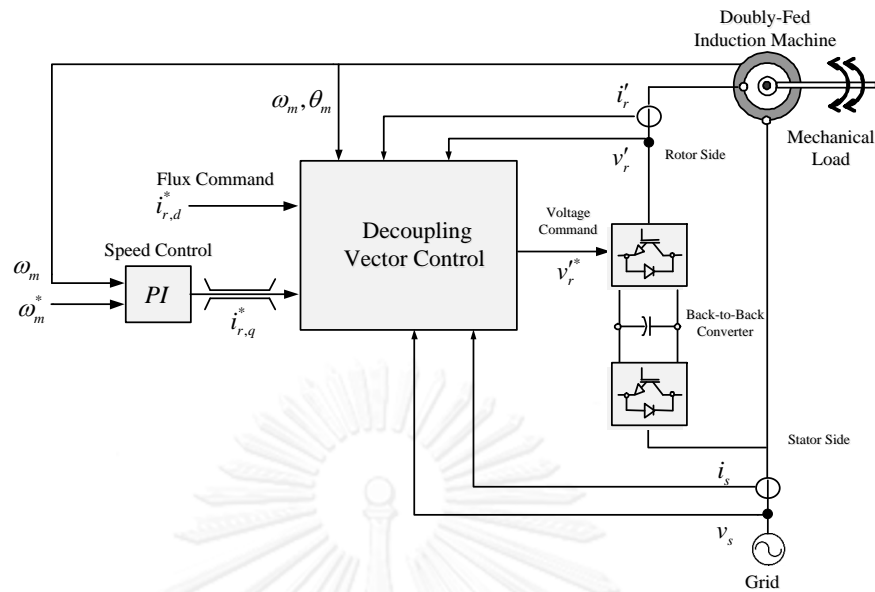 Doubly-Fed
Induction Machine
Mechanical
Load
ω_m, θ_m
i'_r
v'_r
Rotor Side
Flux Command
i^*_{r,d}
Speed Control
ω_m
ω^*_m
PI
i^*_{r,q}
Decoupling
Vector Control
Voltage
Command
v'^*_r
Back-to-Back
Converter
Stator Side
i_s
v_s
Grid